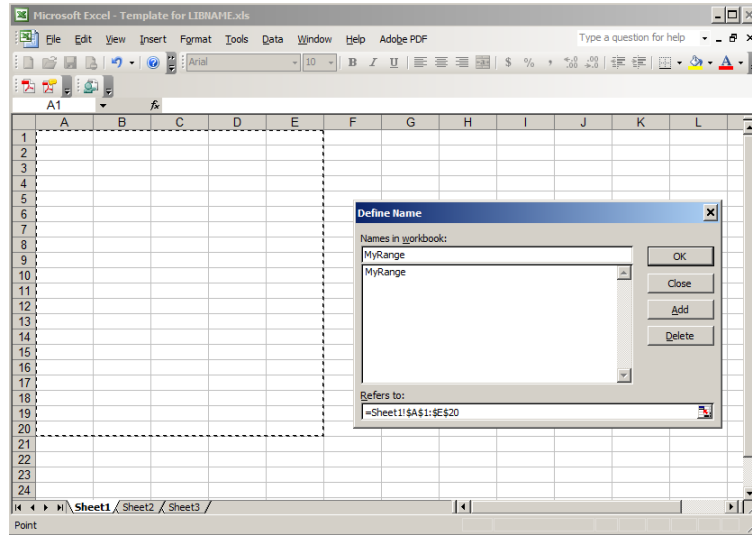 Microsoft Excel - Template for LIBNAME.xls
File Edit View Insert Format Tools Data Window Help Adobe PDF Type a question for help
Arial 10 B I U $ % ,
A1 fx
A B C D E F G H I J K L
1
2
3
4
5
6
7
8
9
10
11
12
13
14
15
16
17
18
19
20
21
22
23
24
Define Name
Names in workbook:
MyRange
OK
MyRange
Close
Add
Delete
Refers to:
=Sheet1!$A$1:$E$20
Sheet1 Sheet2 Sheet3
Point